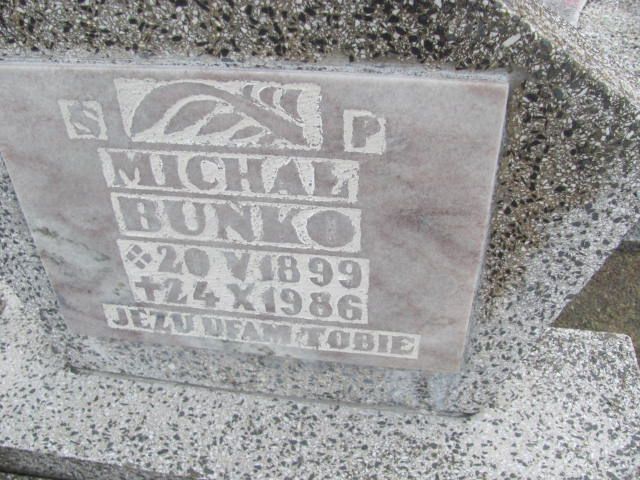 S P
MICHAŁ
BUNKO
20 V 1899
24 X 1986
JEZU UFAM TOBIE